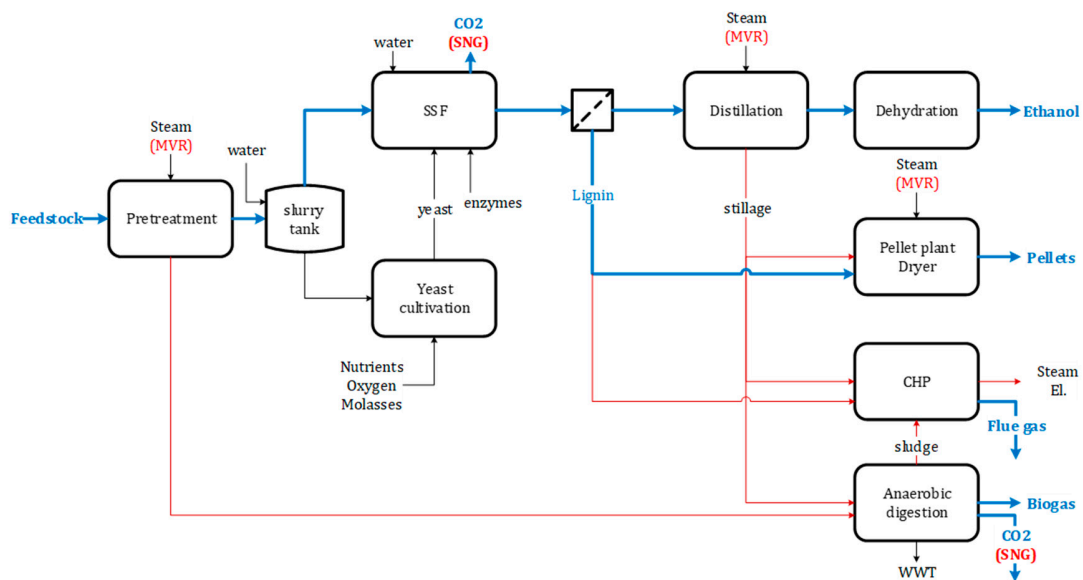 CO2
(SNG)
water
SSF
Steam
(MVR)
Distillation
Dehydration
Ethanol
Steam
(MVR)
water
Feedstock
Pretreatment
slurry
tank
yeast
enzymes
Lignin
stillage
Steam
(MVR)
Pellet plant
Dryer
Pellets
Yeast
cultivation
Nutrients
Oxygen
Molasses
CHP
Steam
El.
Flue gas
sludge
Anaerobic
digestion
Biogas
CO2
(SNG)
WWT